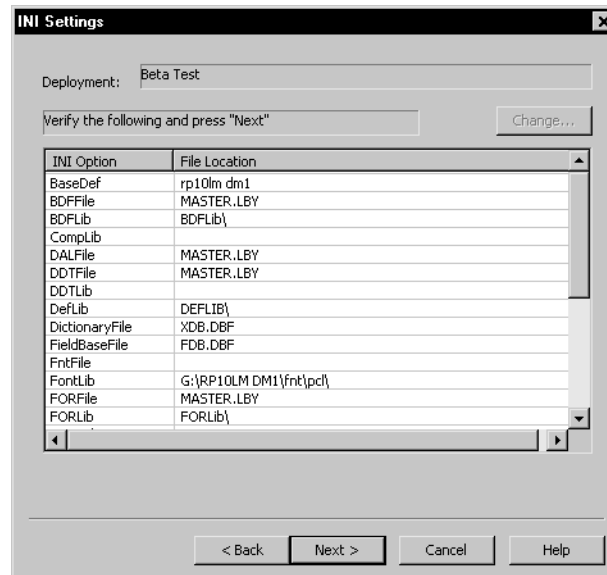 INI Settings
Deployment: Beta Test
Verify the following and press "Next" Change...
INI Option File Location
BaseDef rp10lm dm1
BDFFile MASTER.LBY
BDFLib BDFLib\
CompLib
DALFile MASTER.LBY
DDTFile MASTER.LBY
DDTLib
DefLib DEFLIB\
DictionaryFile XDB.DBF
FieldBaseFile FDB.DBF
FntFile
FontLib G:\RP10LM DM1\fnt\pcl\
FORFile MASTER.LBY
FORLib FORLib\
< Back Next > Cancel Help